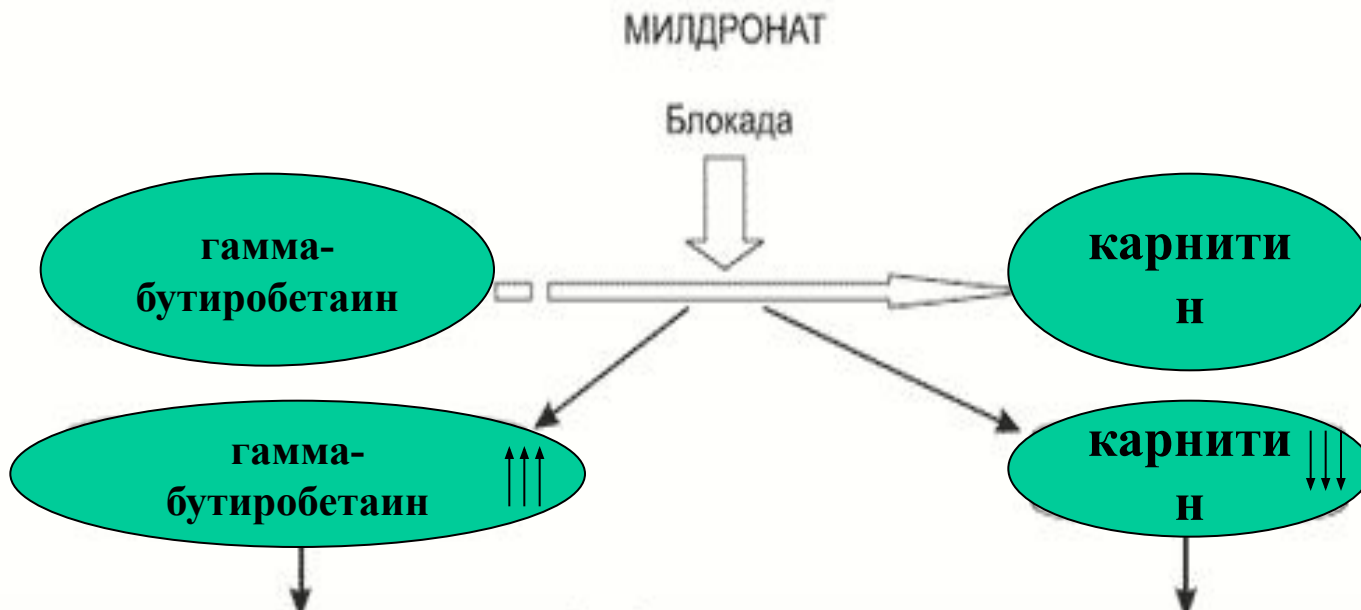 МИЛДРОНАТ
Блокада
гамма-
бутиробетаин
карнити
н
гамма-
бутиробетаин
карнити
н